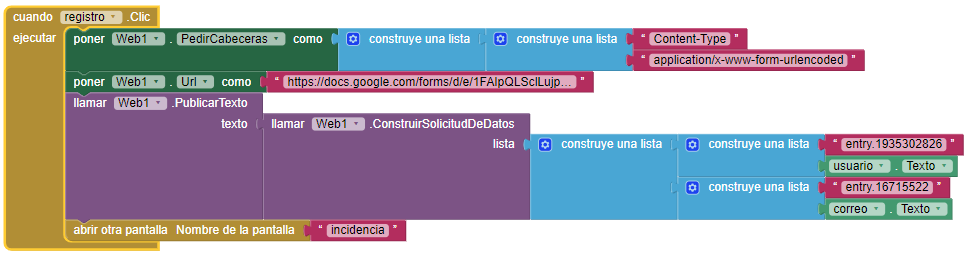 cuando registro .Clic
ejecutar poner Web1 . PedirCabeceras como construye una lista construye una lista " Content-Type "
" application/x-www-form-urlencoded "
poner Web1 . Url como " https://docs.google.com/forms/d/e/1FAIpQLSclLujp... "
llamar Web1 .PublicarTexto
texto llamar Web1 .ConstruirSolicitudDeDatos
lista construye una lista construye una lista " entry.1935302826 "
usuario . Texto
construye una lista " entry.16715522 "
correo . Texto
abrir otra pantalla Nombre de la pantalla " incidencia "